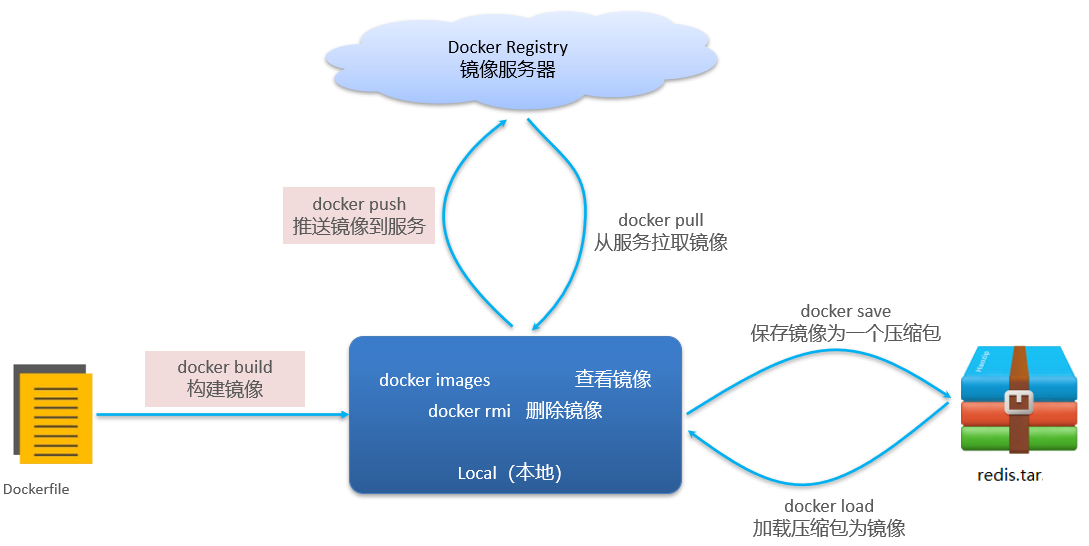 Docker Registry
镜像服务器
docker push
推送镜像到服务
docker pull
从服务拉取镜像
docker save
保存镜像为一个压缩包
docker build
构建镜像
docker images 查看镜像
docker rmi 删除镜像
Local（本地）
Dockerfile
redis.tar
docker load
加载压缩包为镜像